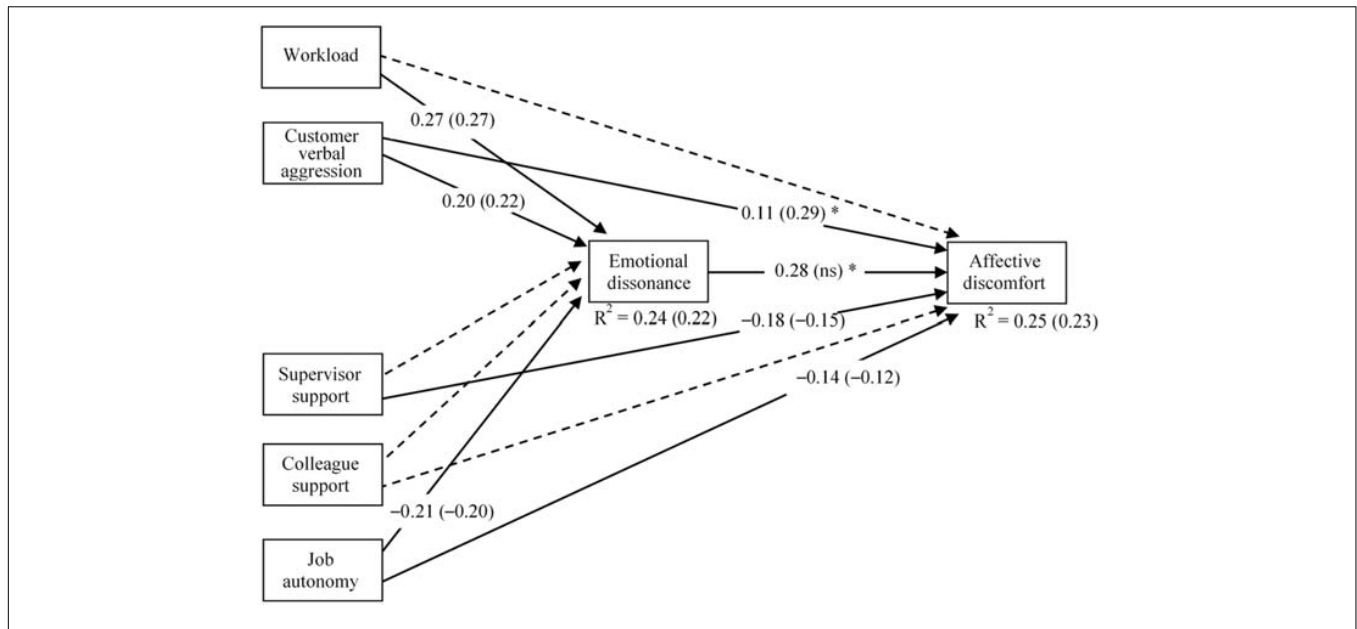 Workload
0.27 (0.27)
Customer
verbal
aggression
0.20 (0.22)
0.11 (0.29) *
Emotional
dissonance
R² = 0.24 (0.22)
0.28 (ns) *
Affective
discomfort
R² = 0.25 (0.23)
−0.18 (−0.15)
Supervisor
support
−0.14 (−0.12)
Colleague
support
−0.21 (−0.20)
Job
autonomy